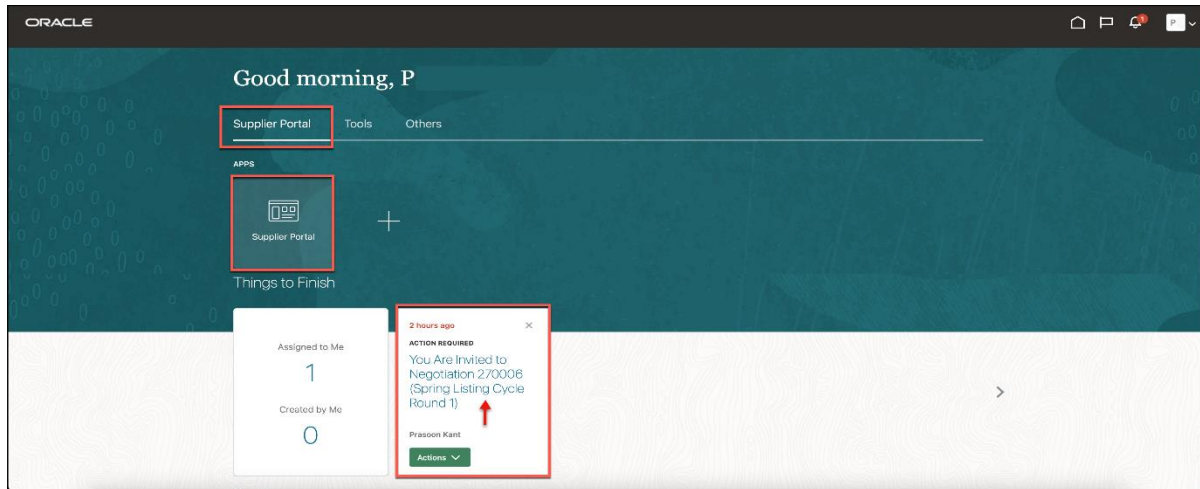 ORACLE
1
P
Good morning, P
Supplier Portal Tools Others
APPS
Supplier Portal
Things to Finish
Assigned to Me
1
Created by Me
0
2 hours ago
ACTION REQUIRED
You Are Invited to
Negotiation 270006
(Spring Listing Cycle
Round 1)
Prasoon Kant
Actions